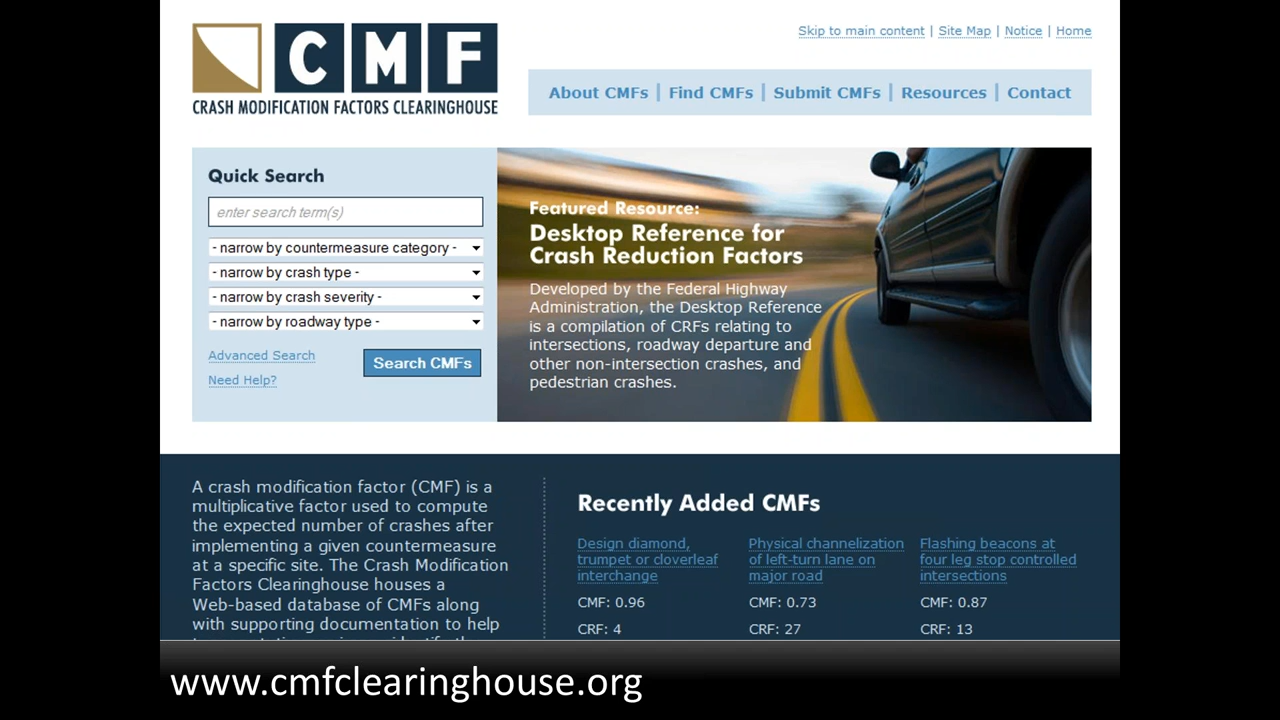 CMF
CRASH MODIFICATION FACTORS CLEARINGHOUSE
Skip to main content | Site Map | Notice | Home
About CMFs | Find CMFs | Submit CMFs | Resources | Contact
Quick Search
enter search term(s)
- narrow by countermeasure category -
- narrow by crash type -
- narrow by crash severity -
- narrow by roadway type -
Advanced Search
Search CMFs
Need Help?
Featured Resource:
Desktop Reference for
Crash Reduction Factors
Developed by the Federal Highway
Administration, the Desktop Reference
is a compilation of CRFs relating to
intersections, roadway departure and
other non-intersection crashes, and
pedestrian crashes.
A crash modification factor (CMF) is a
multiplicative factor used to compute
the expected number of crashes after
implementing a given countermeasure
at a specific site. The Crash Modification
Factors Clearinghouse houses a
Web-based database of CMFs along
with supporting documentation to help
Recently Added CMFs
Design diamond,
trumpet or cloverleaf
interchange
CMF: 0.96
CRF: 4
Physical channelization
of left-turn lane on
major road
CMF: 0.73
CRF: 27
Flashing beacons at
four leg stop controlled
intersections
CMF: 0.87
CRF: 13
www.cmfclearinghouse.org